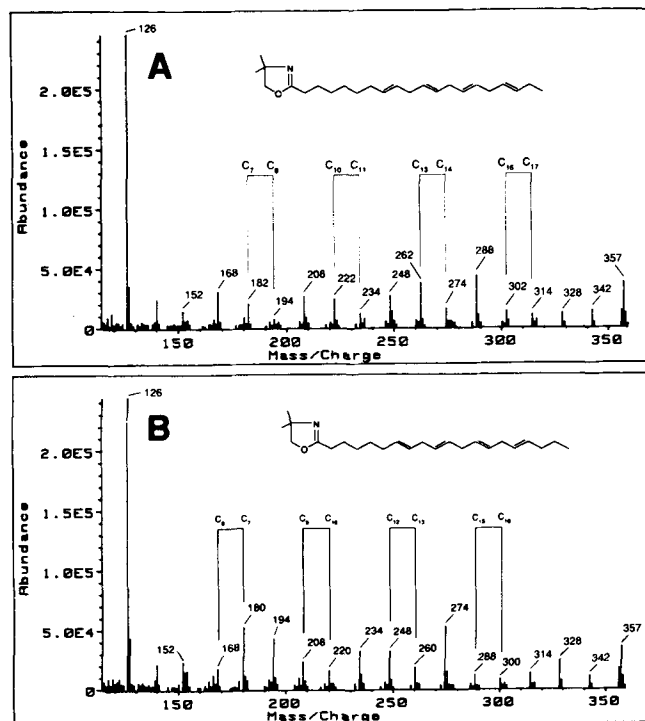 A
126
N
O
2.0E5
1.5E5
1.0E5
5.0E4
0
Abundance
C7 C8
C10 C11
C13 C14
C16 C17
152
168
182
194
208
222
234
248
262
274
288
302
314
328
342
357
150 200 250 300 350
Mass/Charge
B
126
N
O
2.0E5
1.5E5
1.0E5
5.0E4
0
Abundance
C6 C7
C9 C10
C12 C13
C15 C16
152
168
180
194
208
220
234
248
260
274
288
300
314
328
342
357
150 200 250 300 350
Mass/Charge